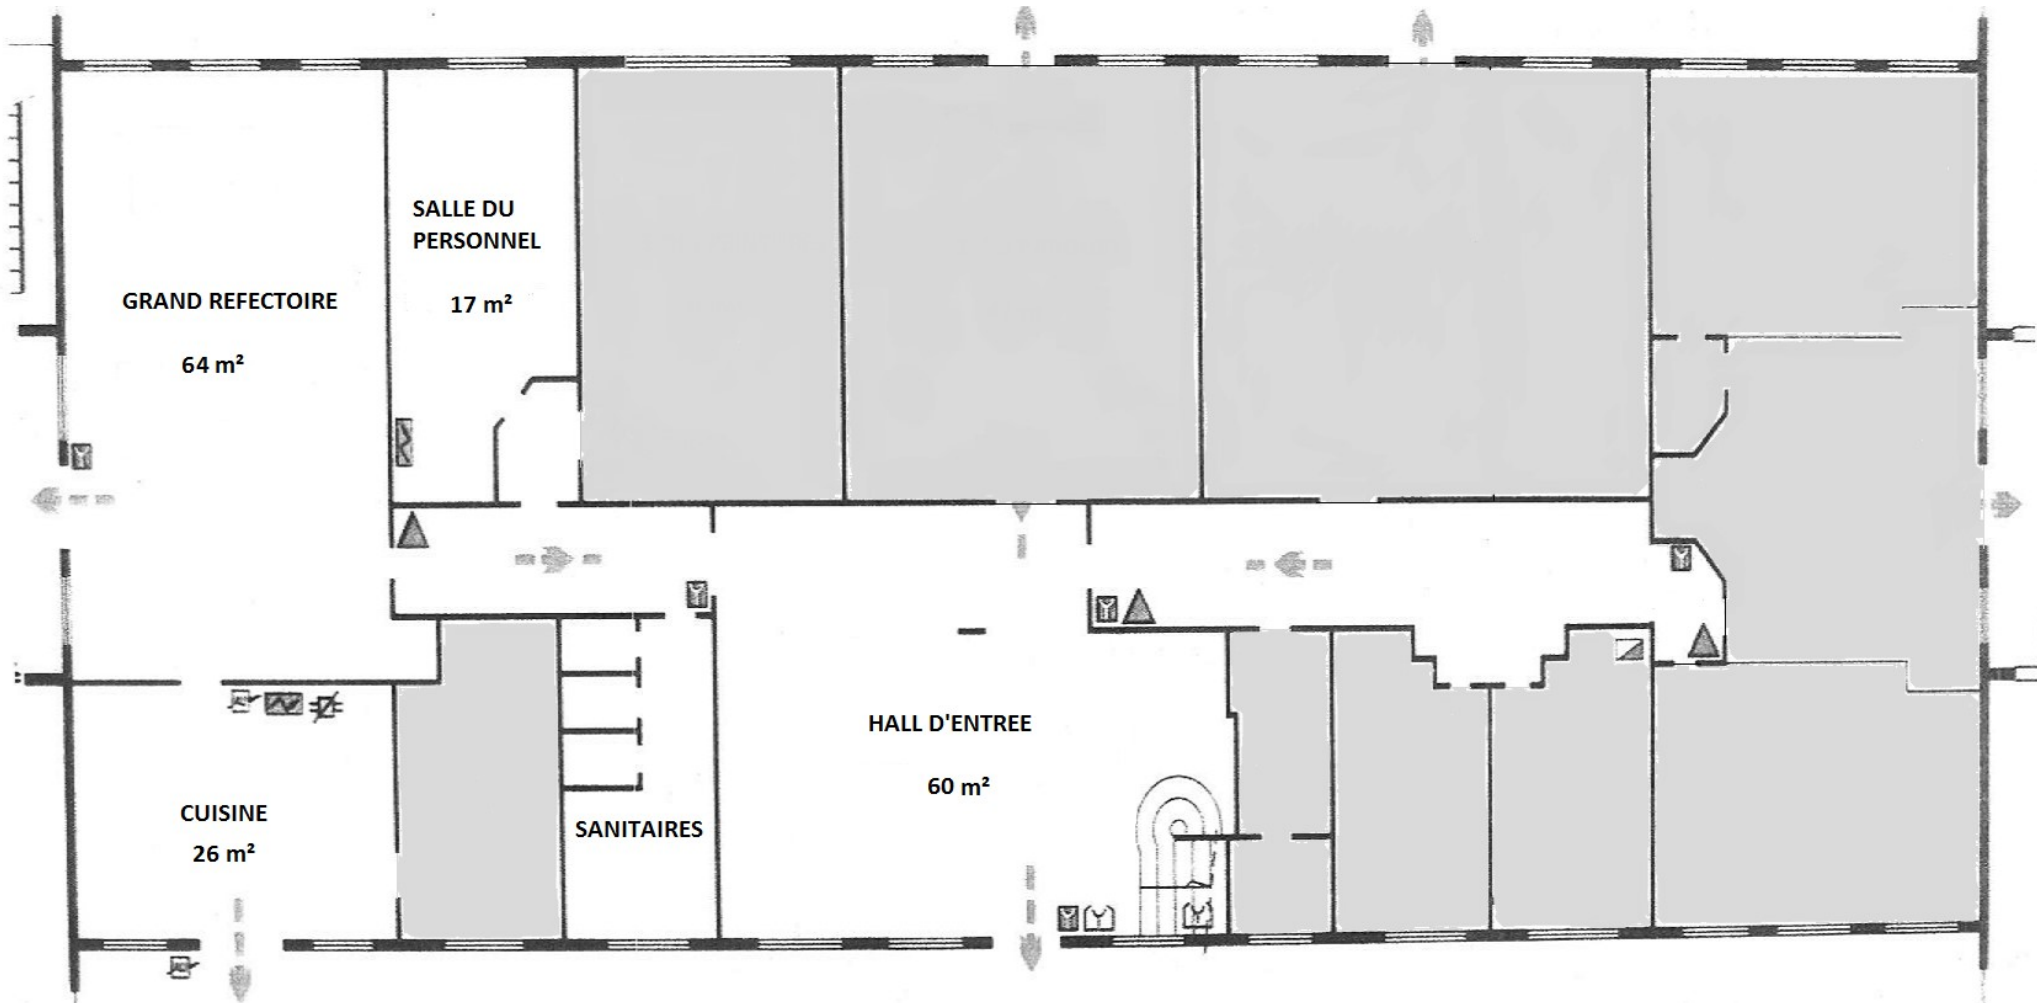 SALLE DU
PERSONNEL
17 m²
GRAND REFECTOIRE
64 m²
HALL D'ENTREE
60 m²
CUISINE
26 m²
SANITAIRES